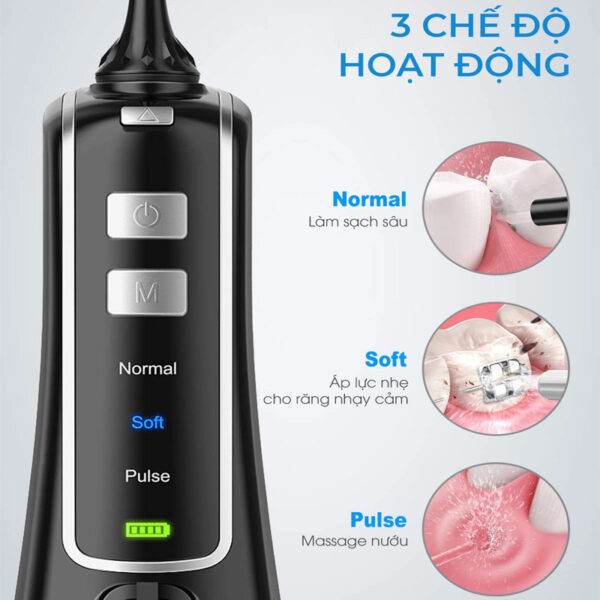 3 CHẾ ĐỘ
HOẠT ĐỘNG
Normal
Làm sạch sâu
M
Normal
Soft
Pulse
Soft
Áp lực nhẹ
cho răng nhạy cảm
Pulse
Massage nướu